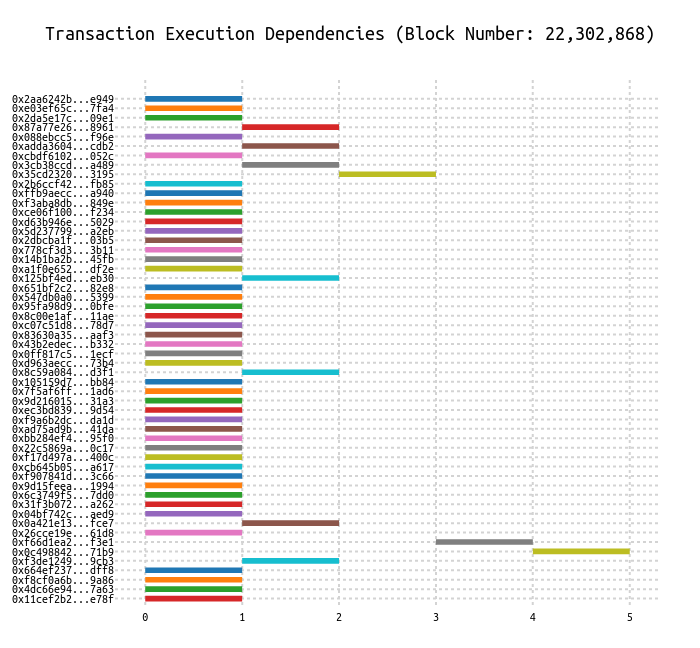 Transaction Execution Dependencies (Block Number: 22,302,868)
0x2aa6242b...e949
0xe03ef65c...7fa4
0x2da5e17c...09e1
0x87a77e26...8961
0x088ebcc5...f96e
0xadda3604...cdb2
0xcbdf6102...052c
0x3cb38ccd...a489
0x35cd2320...3195
0x2b6ccf42...fb85
0xffb9aecc...a940
0xf3aba8db...849e
0xce06f100...f234
0xd63b946e...5029
0x5d237799...a2eb
0x2dbcba1f...03b5
0x778cf3d3...3b11
0x14b1ba2b...45fb
0xa1f0e652...df2e
0x125bf4ed...eb30
0x651bf2c2...82e8
0x547db0a0...5399
0x95fa98d9...0bfe
0x8c00e1af...11ae
0xc07c51d8...78d7
0x83630a35...aaf3
0x43b2edec...b332
0x0ff817c5...1ecf
0xd963aecc...73b4
0x8c59a084...d3f1
0x105159d7...bb84
0x7f5af6ff...1ad6
0x9d216015...31a3
0xec3bd839...9d54
0xf9a6b2dc...da1d
0xad75ad9b...41da
0xbb284ef4...95f0
0x22c5869a...0c17
0xf17d497a...400c
0xcb645b05...a617
0xf907841d...3c66
0x9d15feea...1994
0x6c3749f5...7dd0
0x31f3b072...a262
0x04bf742c...aed9
0x0a421e13...fce7
0x26cce19e...61d8
0xf66d1ea2...f3e1
0x0c498842...71b9
0xf3de1249...9cb3
0x664ef237...dff8
0xf8cf0a6b...9a86
0x4dc66e94...7a63
0x11cef2b2...e78f
0 1 2 3 4 5